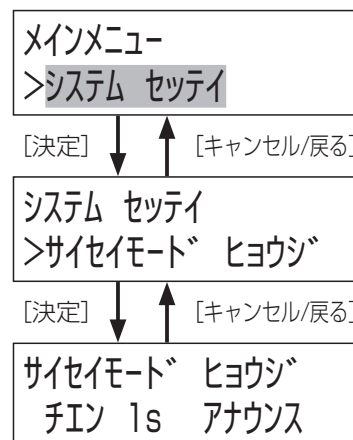 メインメニュー
>システム セッテイ
[決定] [キャンセル/戻る]
システム セッテイ
>サイセイモード゛ ヒョウジ゛
[決定] [キャンセル/戻る]
サイセイモード゛ ヒョウジ゛
チエン 1s アナウンス